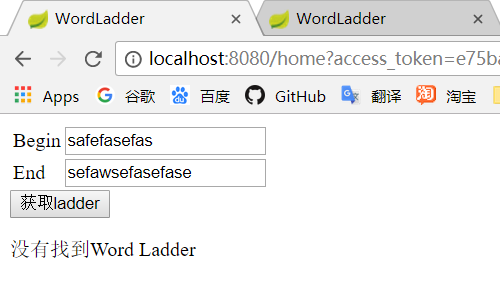 WordLadder WordLadder
localhost:8080/home?access_token=e75ba
Apps 谷歌 百度 GitHub 翻译 淘宝
Begin safefasefas
End sefawsefasefase
获取ladder
没有找到Word Ladder